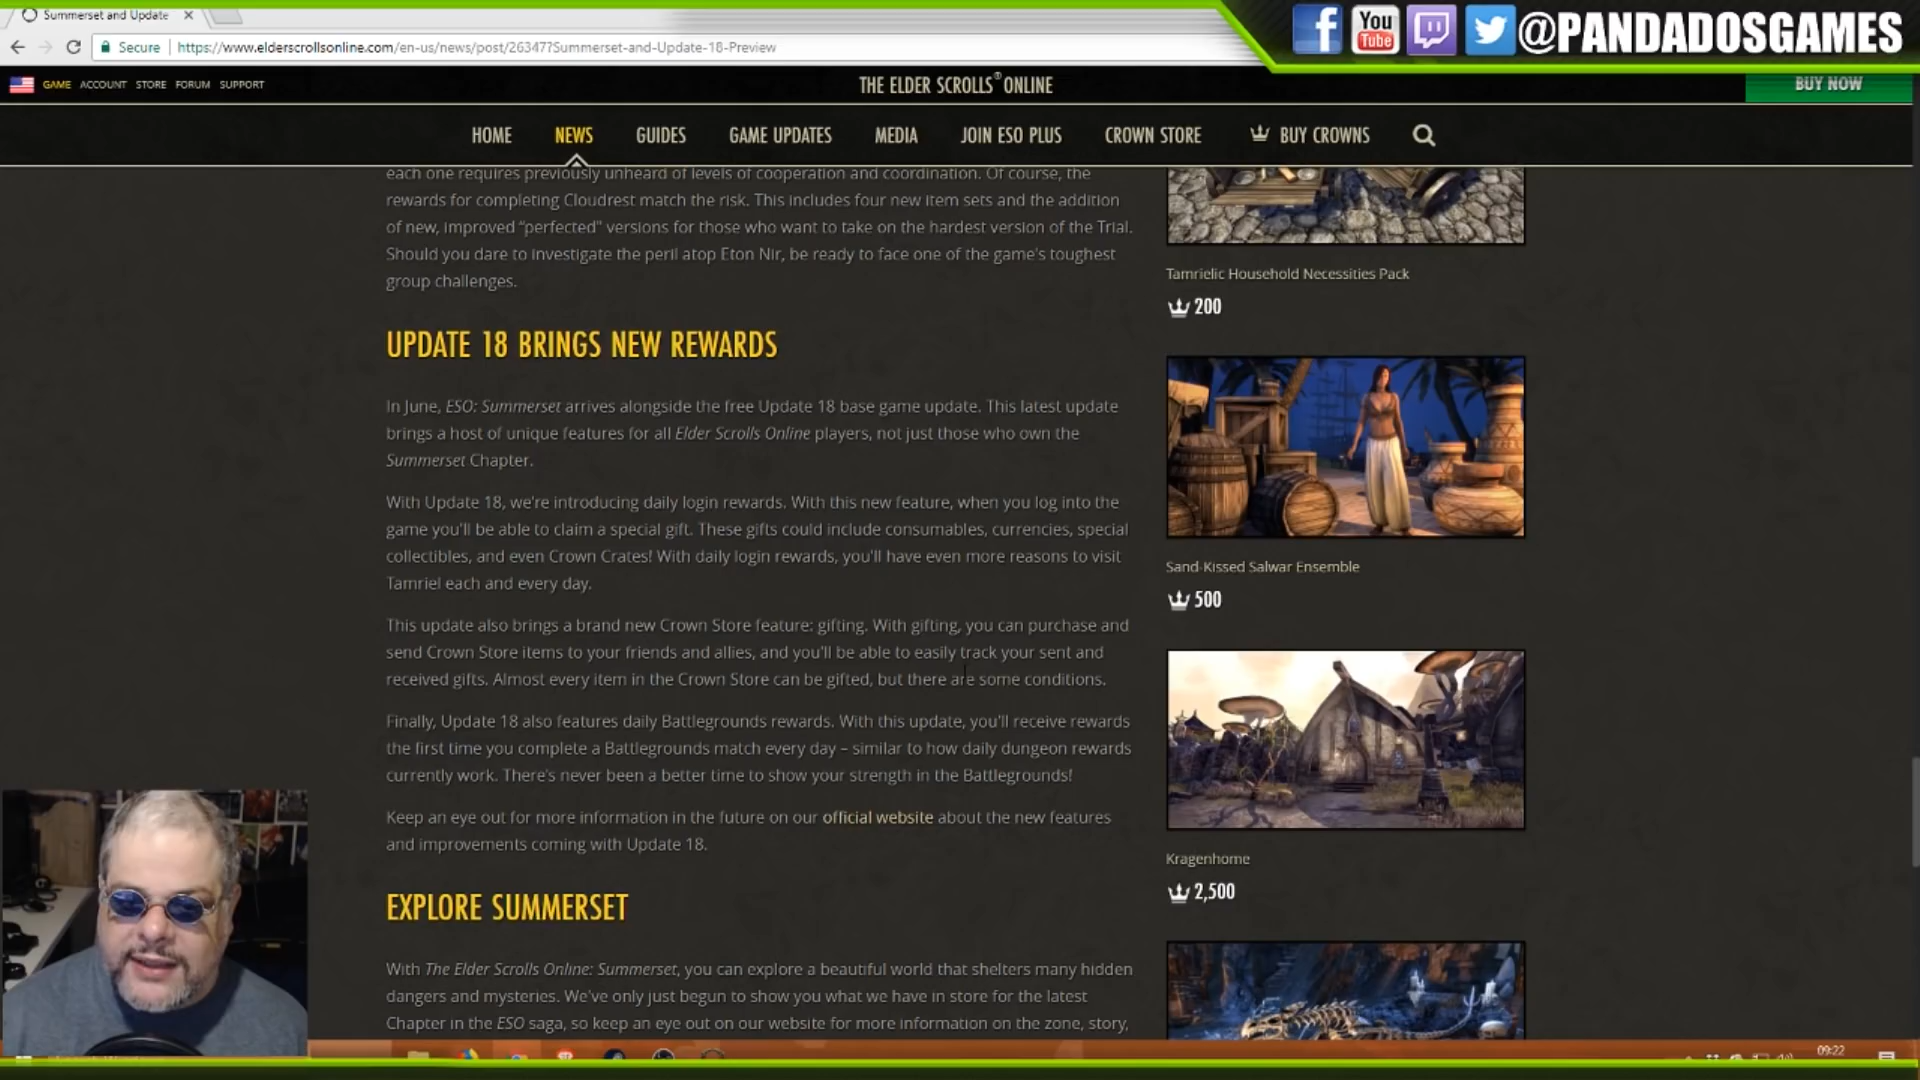 Summerset and Update
Secure
https://www.elderscrollsonline.com/en-us/news/post/26347?Summerset-and-Update-18-Preview
You
Tube
@PANDADOSGAMES
GAME ACCOUNT STORE FORUM SUPPORT
THE ELDER SCROLLS® ONLINE
BUY NOW
HOME NEWS GUIDES GAME UPDATES MEDIA JOIN ESO PLUS CROWN STORE BUY CROWNS
each one requires previously unheard of levels of cooperation and coordination. Of course, the
rewards for completing Cloudrest match the risk. This includes four new item sets and the addition
of new, improved “perfected” versions for those who want to take on the hardest version of the Trial.
Should you dare to investigate the peril atop Eton Nir, be ready to face one of the game's toughest
group challenges.
UPDATE 18 BRINGS NEW REWARDS
In June, ESO: Summerset arrives alongside the free Update 18 base game update. This latest update
brings a host of unique features for all Elder Scrolls Online players, not just those who own the
Summerset Chapter.
With Update 18, we're introducing daily login rewards. With this new feature, when you log into the
game you'll be able to claim a special gift. These gifts could include consumables, currencies, special
collectibles, and even Crown Crates! With daily login rewards, you'll have even more reasons to visit
Tamriel each and every day.
This update also brings a brand new Crown Store feature: gifting. With gifting, you can purchase and
send Crown Store items to your friends and allies, and you'll be able to easily track your sent and
received gifts. Almost every item in the Crown Store can be gifted, but there are some conditions.
Finally, Update 18 also features daily Battlegrounds rewards. With this update, you'll receive rewards
the first time you complete a Battlegrounds match every day – similar to how daily dungeon rewards
currently work. There's never been a better time to show your strength in the Battlegrounds!
Keep an eye out for more information in the future on our official website about the new features
and improvements coming with Update 18.
EXPLORE SUMMERSET
With The Elder Scrolls Online: Summerset, you can explore a beautiful world that shelters many hidden
dangers and mysteries. We've only just begun to show you what we have in store for the latest
Chapter in the ESO saga, so keep an eye out on our website for more information on the zone, story,
Tamrielic Household Necessities Pack
200
Sand-Kissed Salwar Ensemble
500
Kragenhome
2,500
09:22